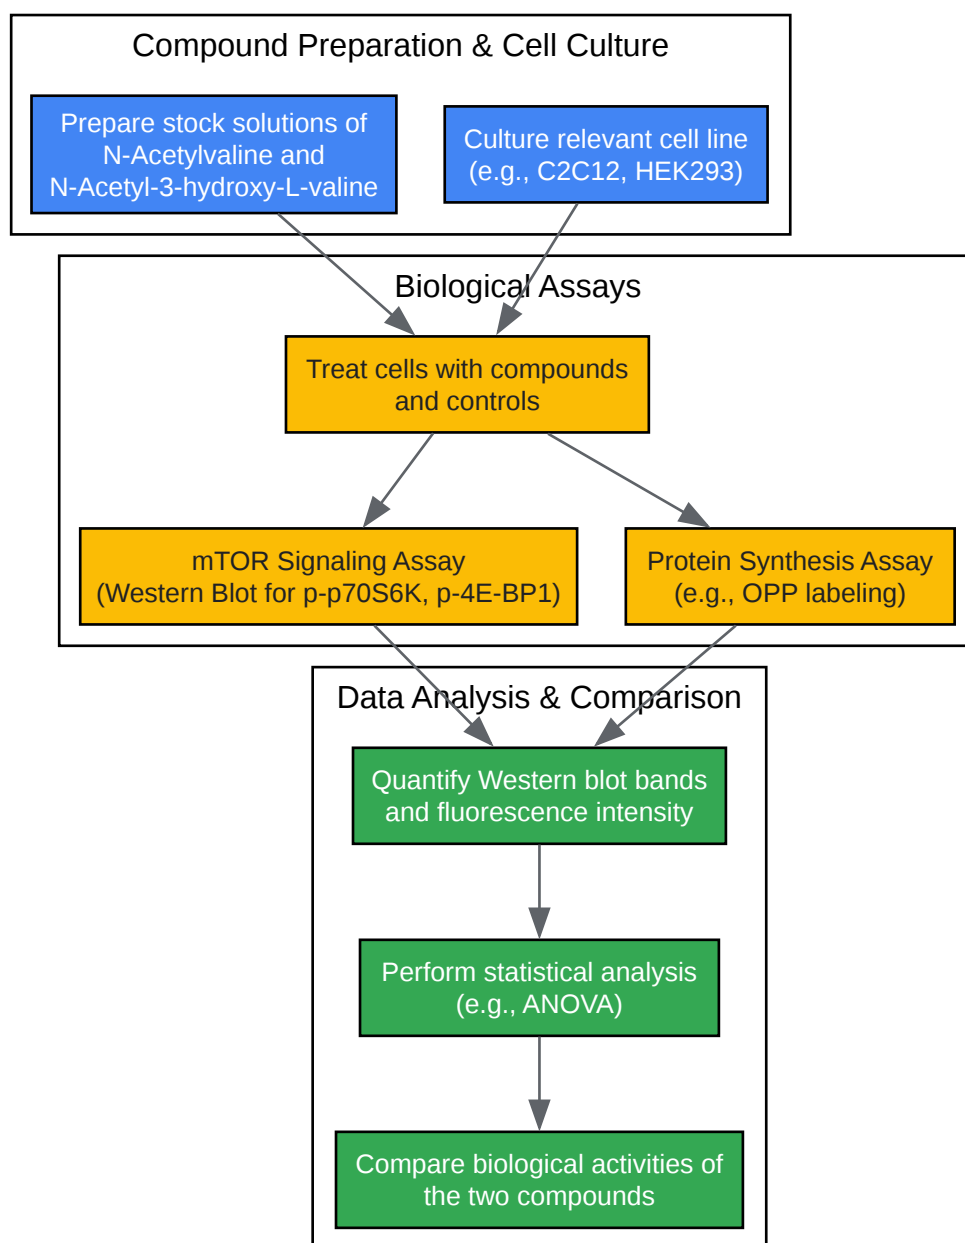 Compound Preparation & Cell Culture
Prepare stock solutions of
N-Acetylvaline and
N-Acetyl-3-hydroxy-L-valine
Culture relevant cell line
(e.g., C2C12, HEK293)
Biological Assays
Treat cells with compounds
and controls
mTOR Signaling Assay
(Western Blot for p-p70S6K, p-4E-BP1)
Protein Synthesis Assay
(e.g., OPP labeling)
Data Analysis & Comparison
Quantify Western blot bands
and fluorescence intensity
Perform statistical analysis
(e.g., ANOVA)
Compare biological activities of
the two compounds